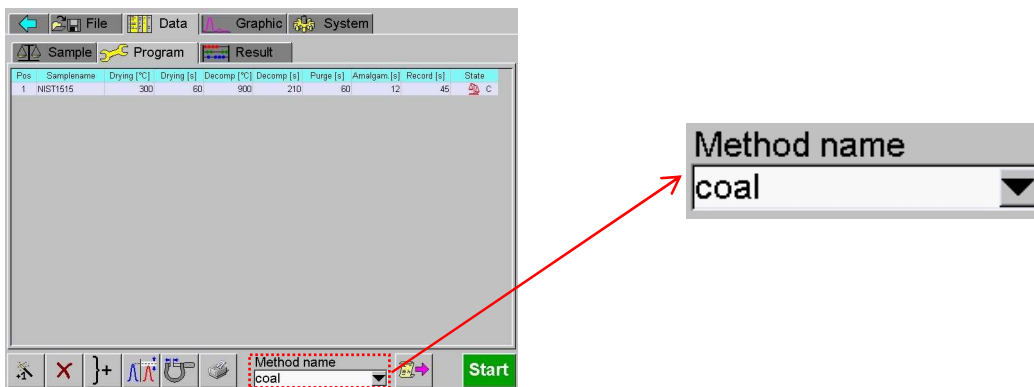 File Data Graphic System
Sample Program Result
Pos Samplename Drying [°C] Drying [s] Decomp [°C] Decomp [s] Purge [s] Amalgam.[s] Record [s] State
1 NIST1515 300 60 900 210 60 12 45 C
Method name
coal
Start
Method name
coal